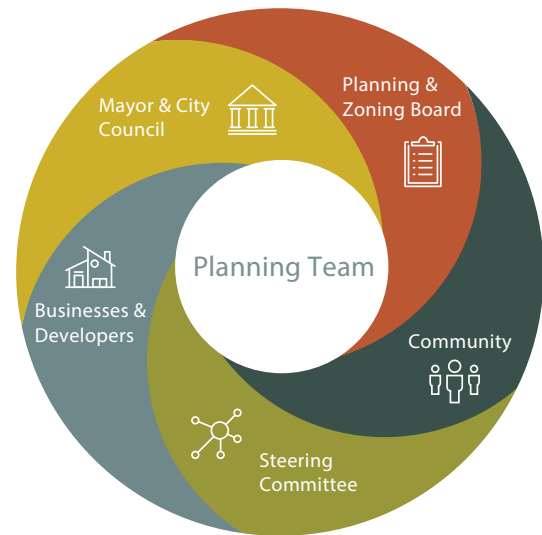 Mayor & City
Council
Planning &
Zoning Board
Planning Team
Businesses &
Developers
Community
Steering
Committee